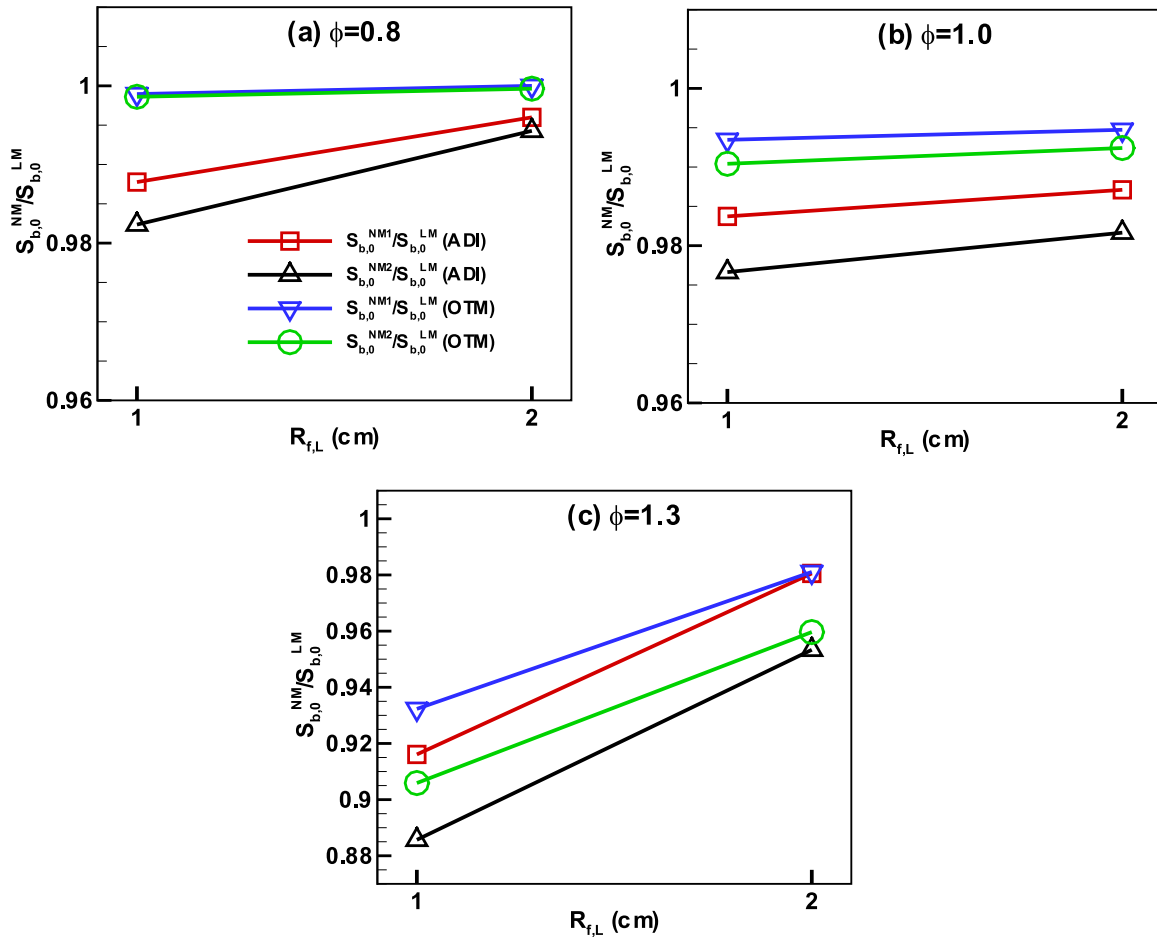 (a) ϕ=0.8
S_b,0^NM/S_b,0^LM
1
0.98
0.96
S_b,0^NM1/S_b,0^LM (ADI)
S_b,0^NM2/S_b,0^LM (ADI)
S_b,0^NM1/S_b,0^LM (OTM)
S_b,0^NM2/S_b,0^LM (OTM)
1 2
R_f,L (cm)
(b) ϕ=1.0
S_b,0^NM/S_b,0^LM
1
0.98
0.96
1 2
R_f,L (cm)
(c) ϕ=1.3
S_b,0^NM/S_b,0^LM
1
0.98
0.96
0.94
0.92
0.9
0.88
1 2
R_f,L (cm)